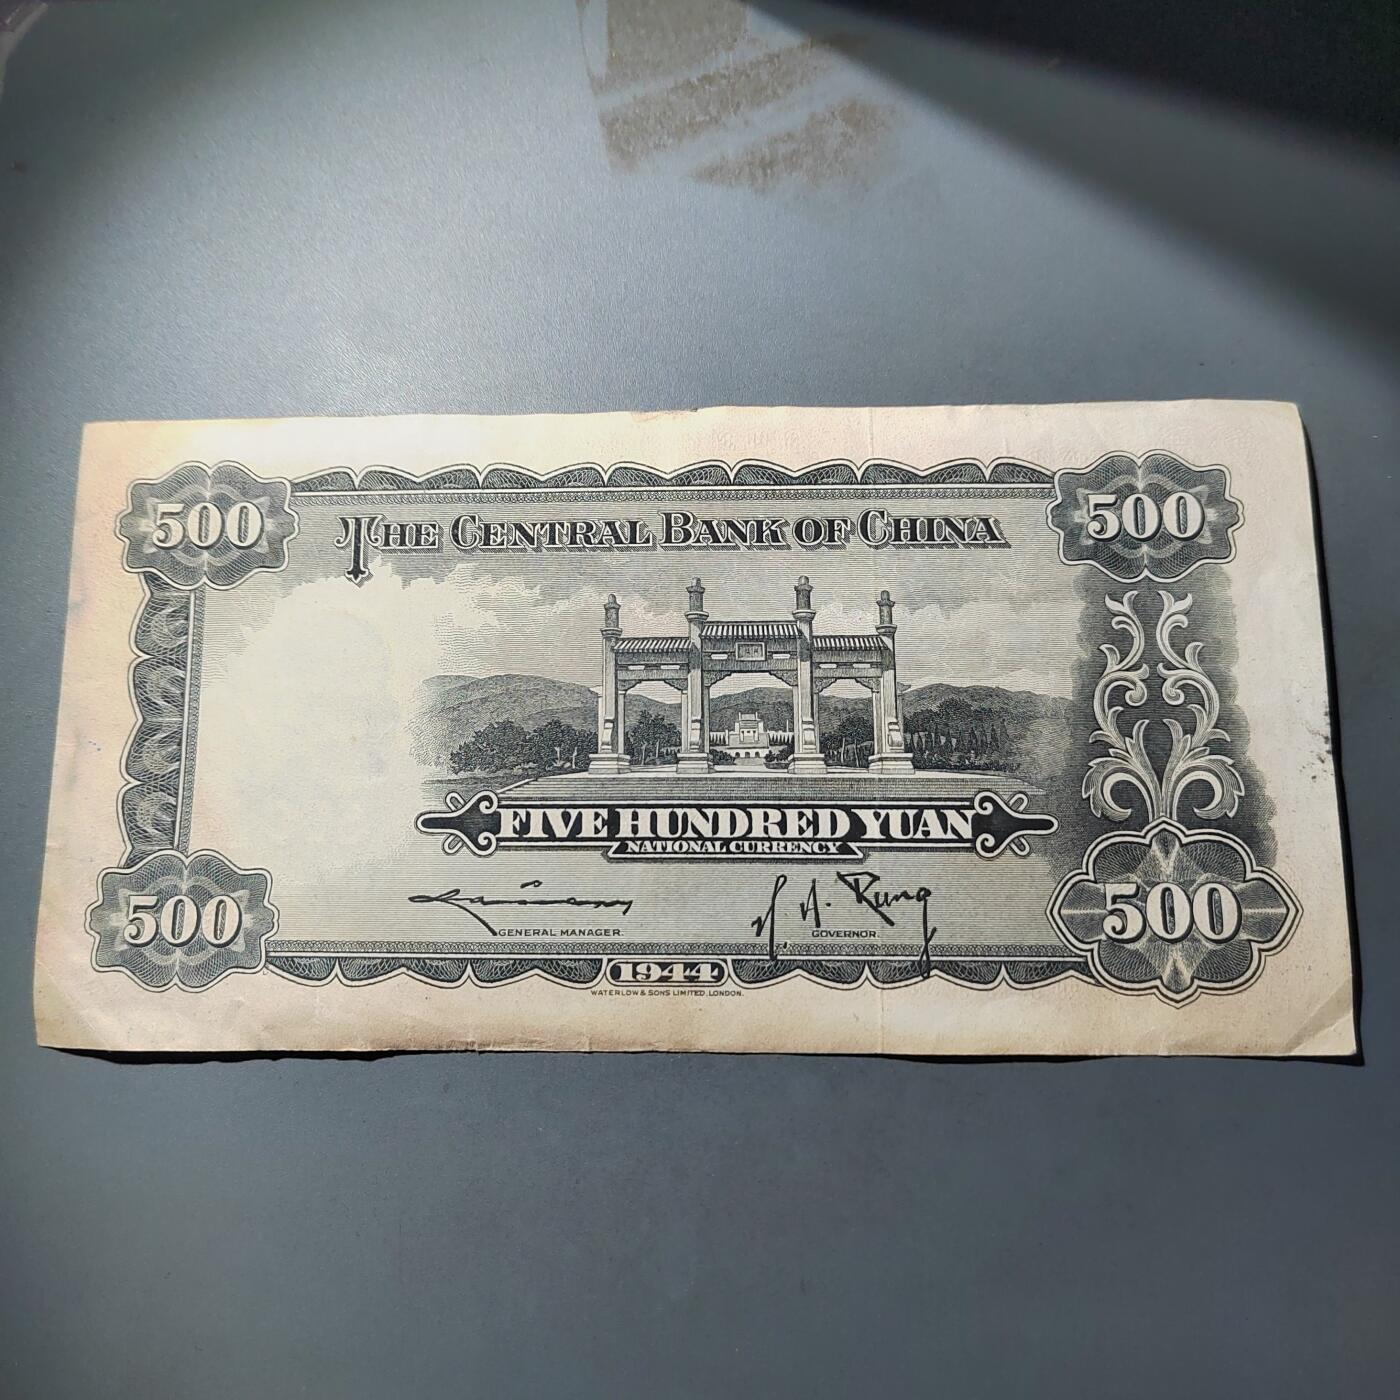 500
500
THE CENTRAL BANK OF CHINA
FIVE HUNDRED YUAN
NATIONAL CURRENCY
H. H. Kung
GENERAL MANAGER.
GOVERNOR.
500
500
1944
WATERLOW & SONS LIMITED, LONDON.